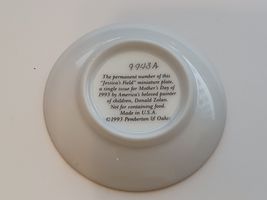 9943A
The permanent number of this
"Jessica's Field" miniature plate,
a single issue for Mother's Day of
1993 by America's beloved painter
of children, Donald Zolan.
Not for containing food.
Made in U.S.A.
©1993 Pemberton & Oakes